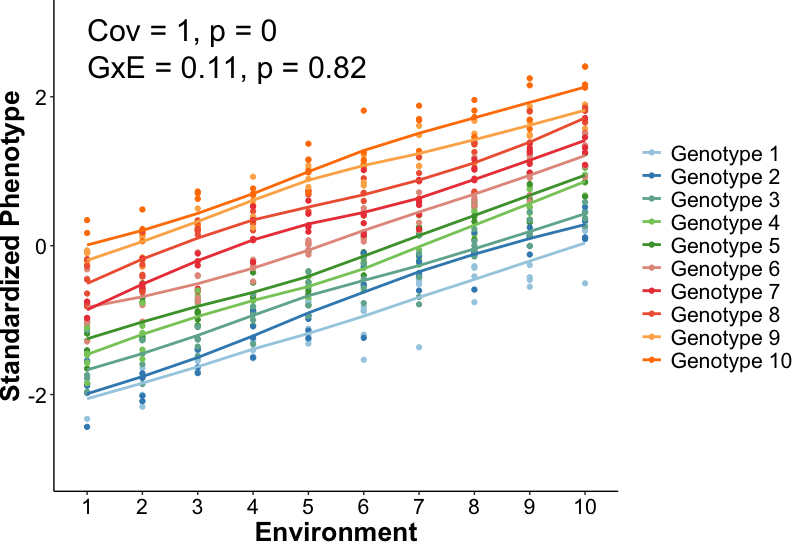 Cov = 1, p = 0
GxE = 0.11, p = 0.82
Standardized Phenotype
2
0
-2
1 2 3 4 5 6 7 8 9 10
Environment
Genotype 1
Genotype 2
Genotype 3
Genotype 4
Genotype 5
Genotype 6
Genotype 7
Genotype 8
Genotype 9
Genotype 10